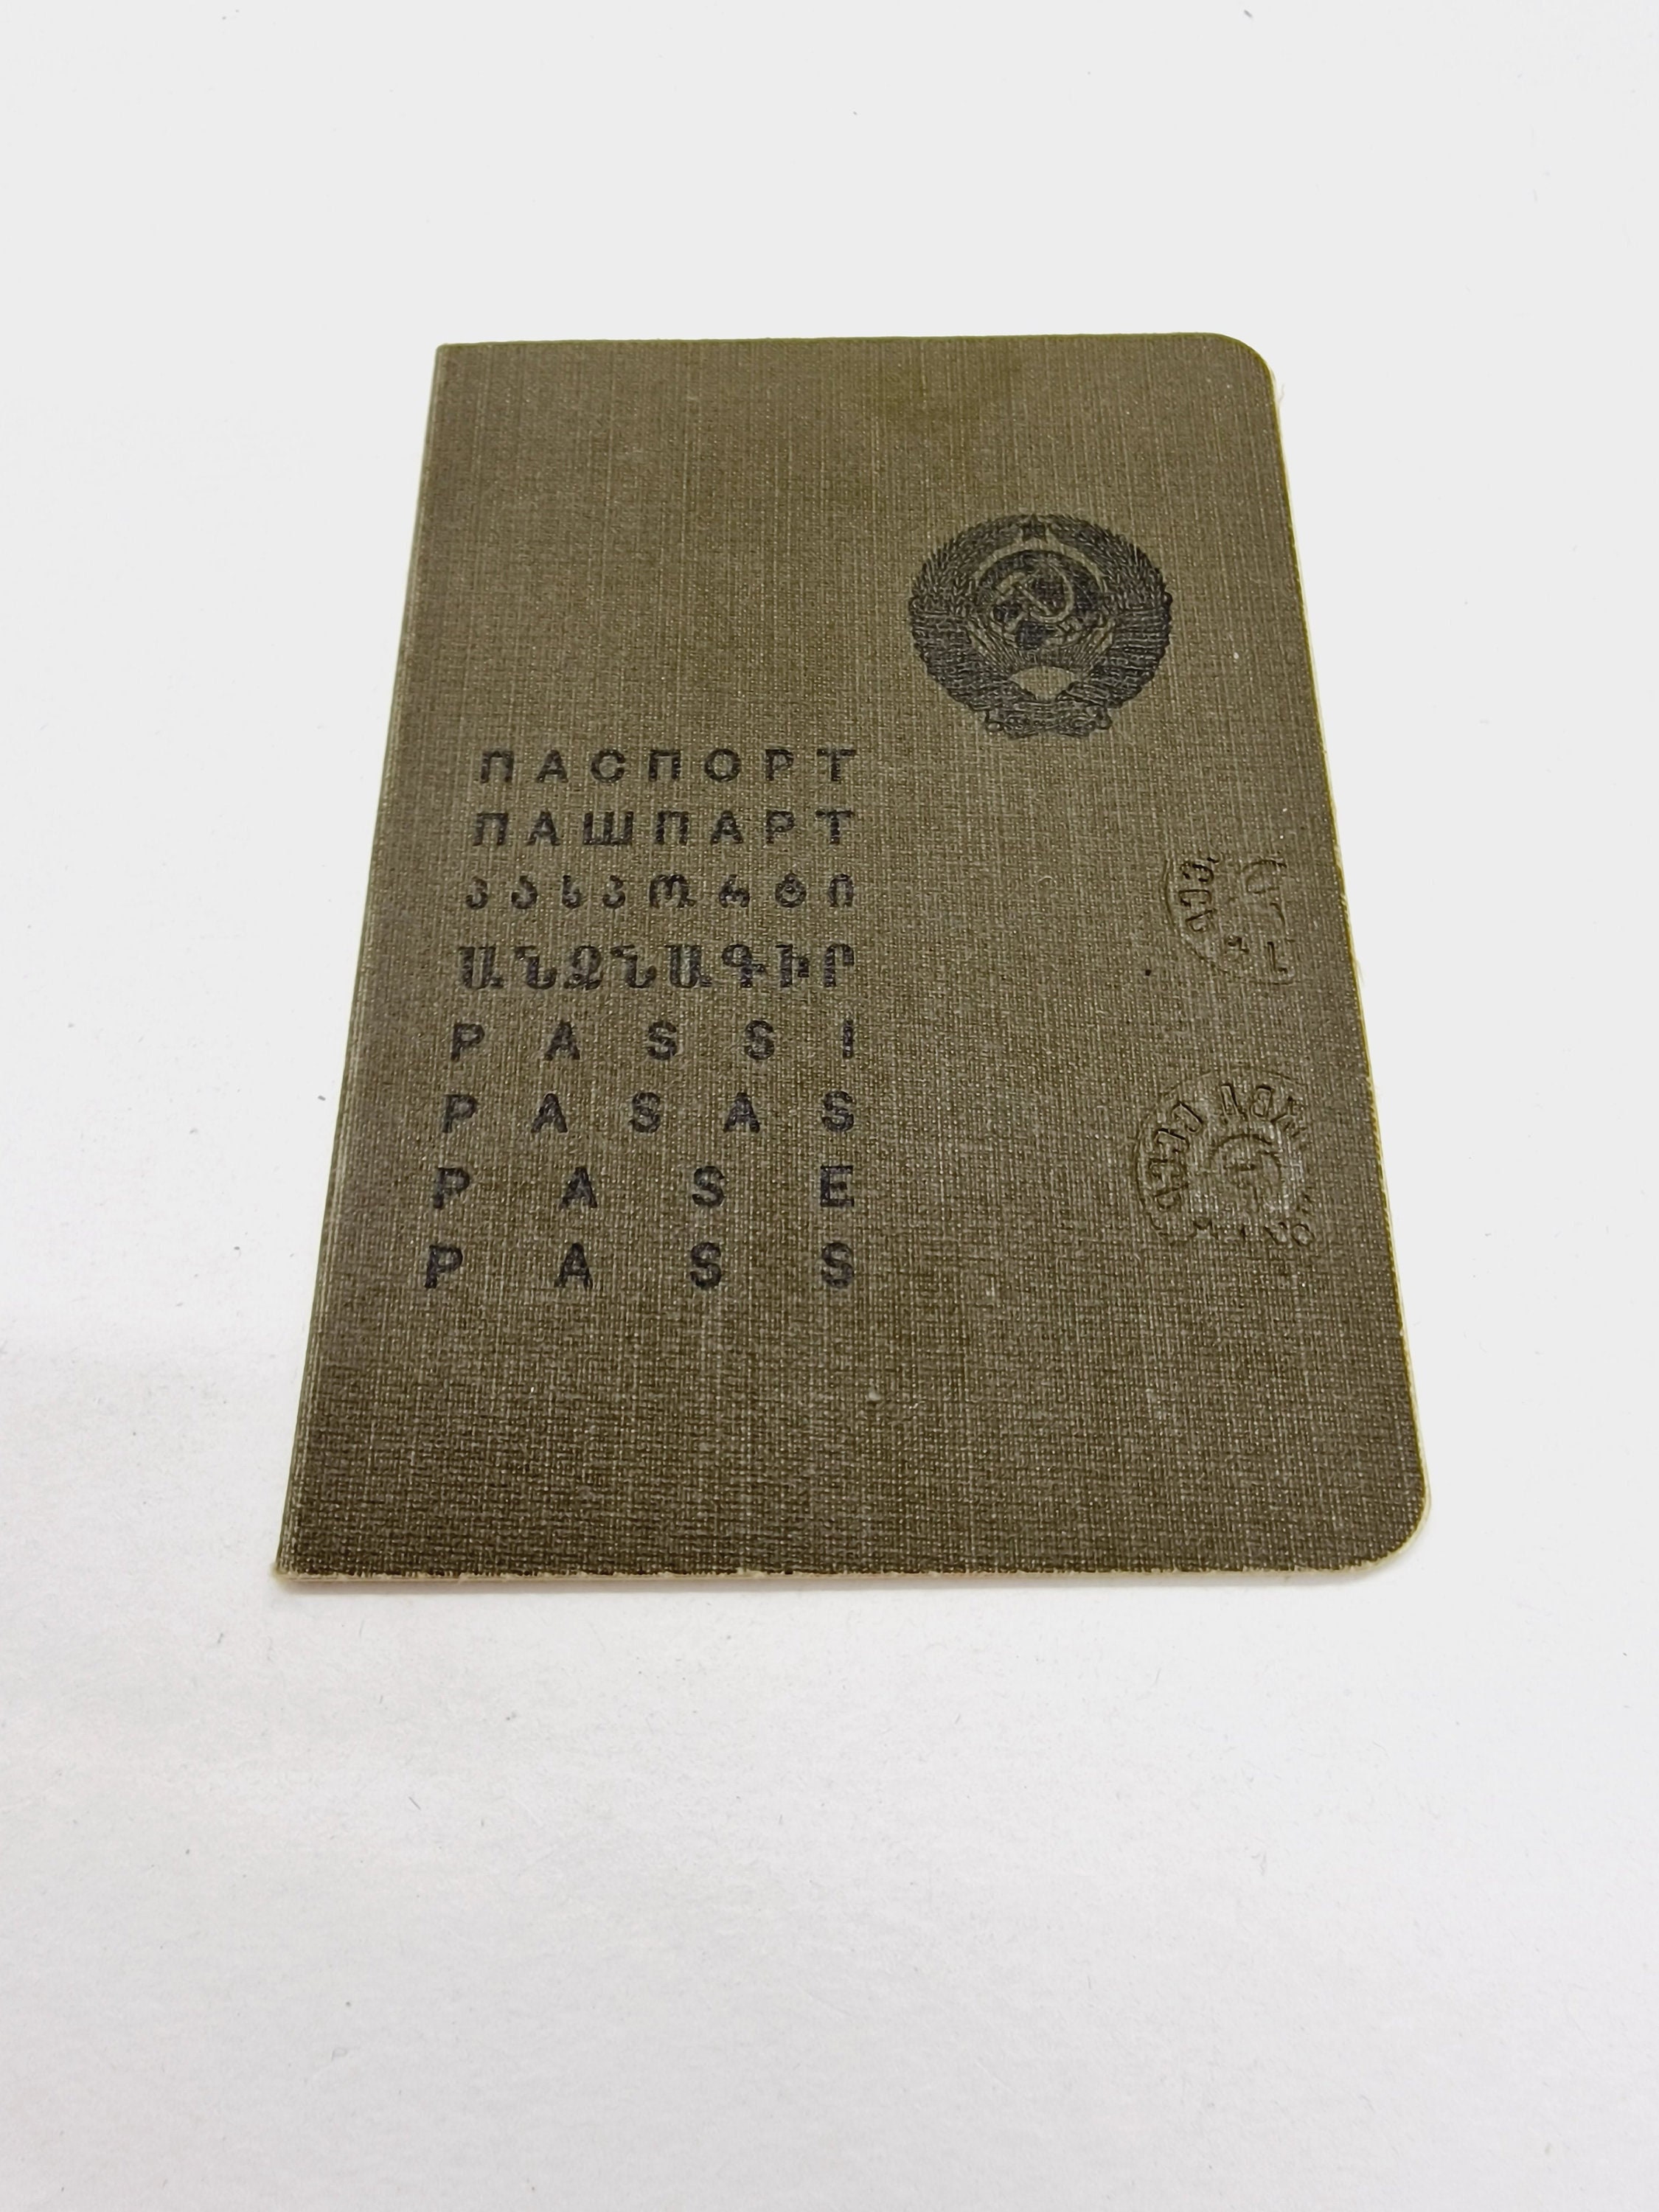 ПАСПОРТ
ПАШПАРТ
ᲞᲐᲡᲞᲝᲠᲢᲘ
ԱՆՁՆԱԳԻՐ
PASSI
PASAS
PASE
PASS